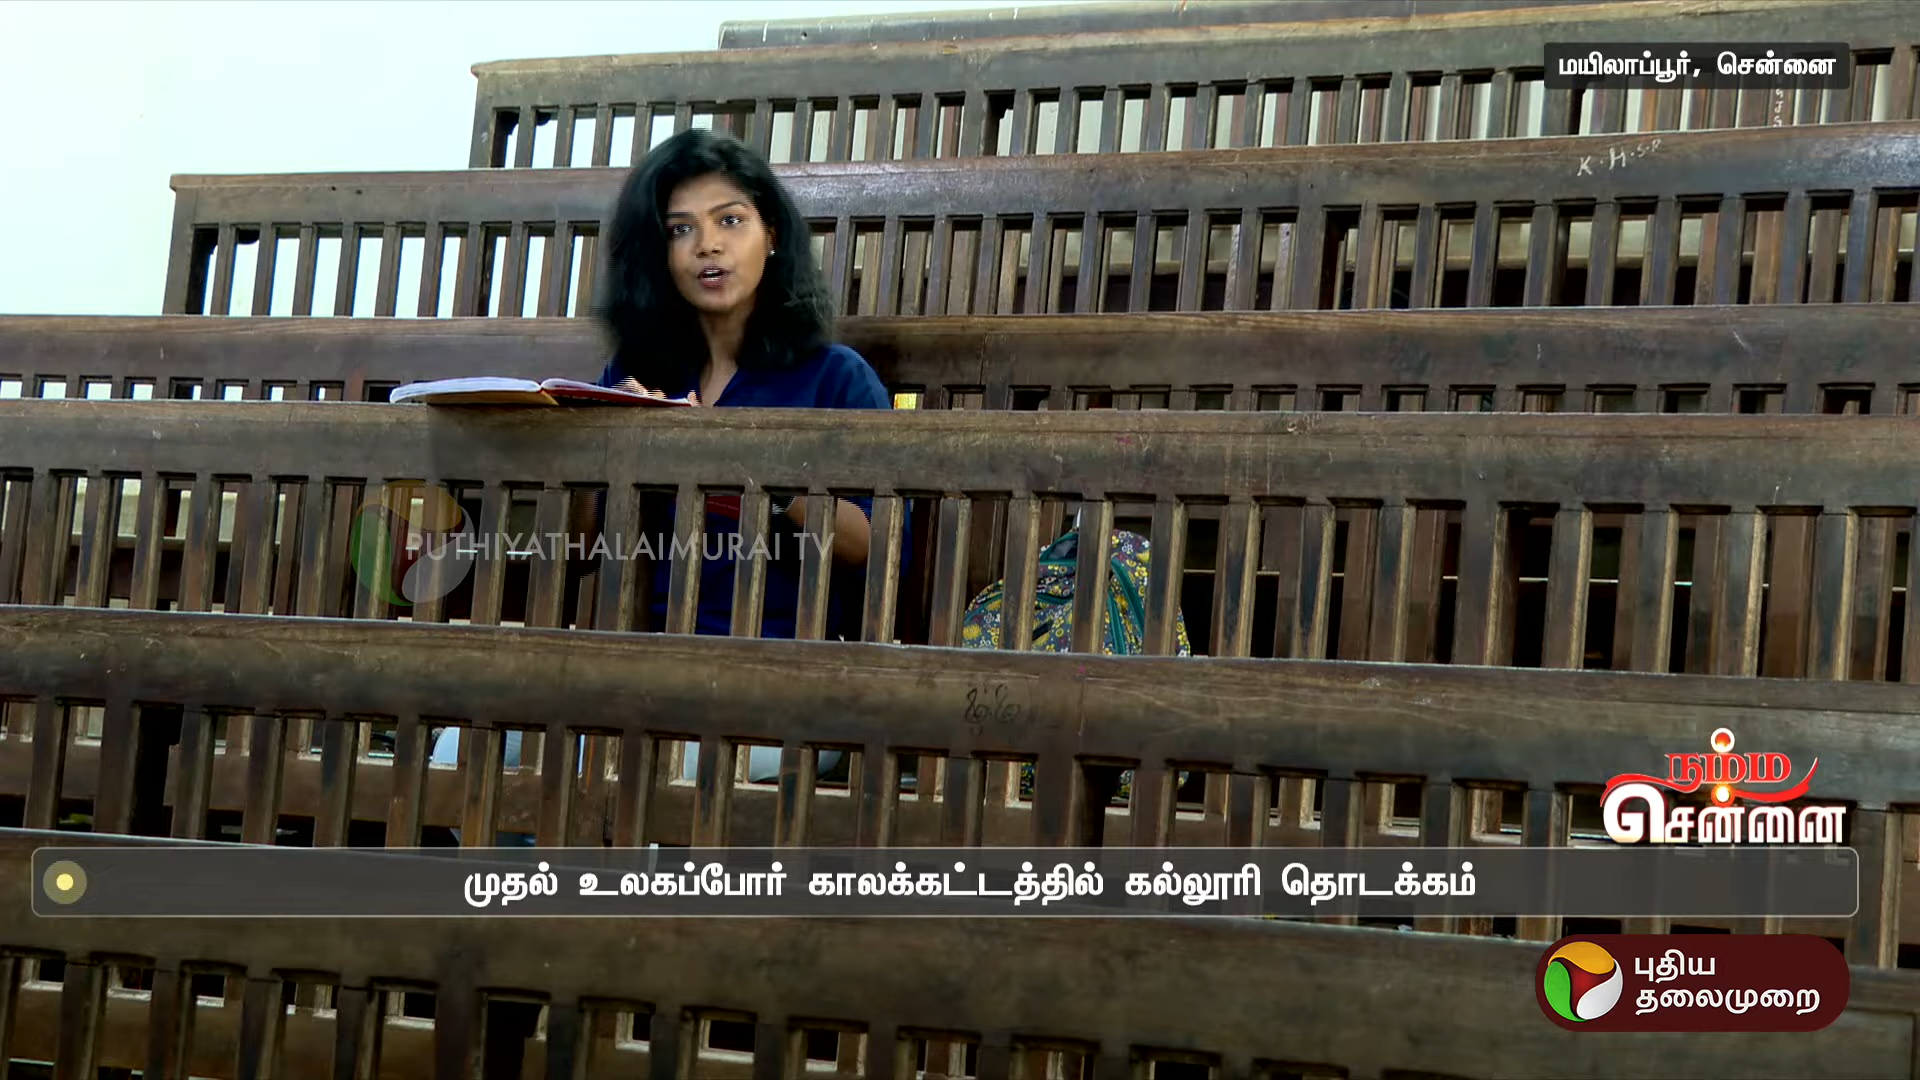 மயிலாப்பூர், சென்னை
K.H.S.R
PUTHIYATHALAIMURAI TV
நம்ம
சென்னை
முதல் உலகப்போர் காலக்கட்டத்தில் கல்லூரி தொடக்கம்
புதிய
தலைமுறை